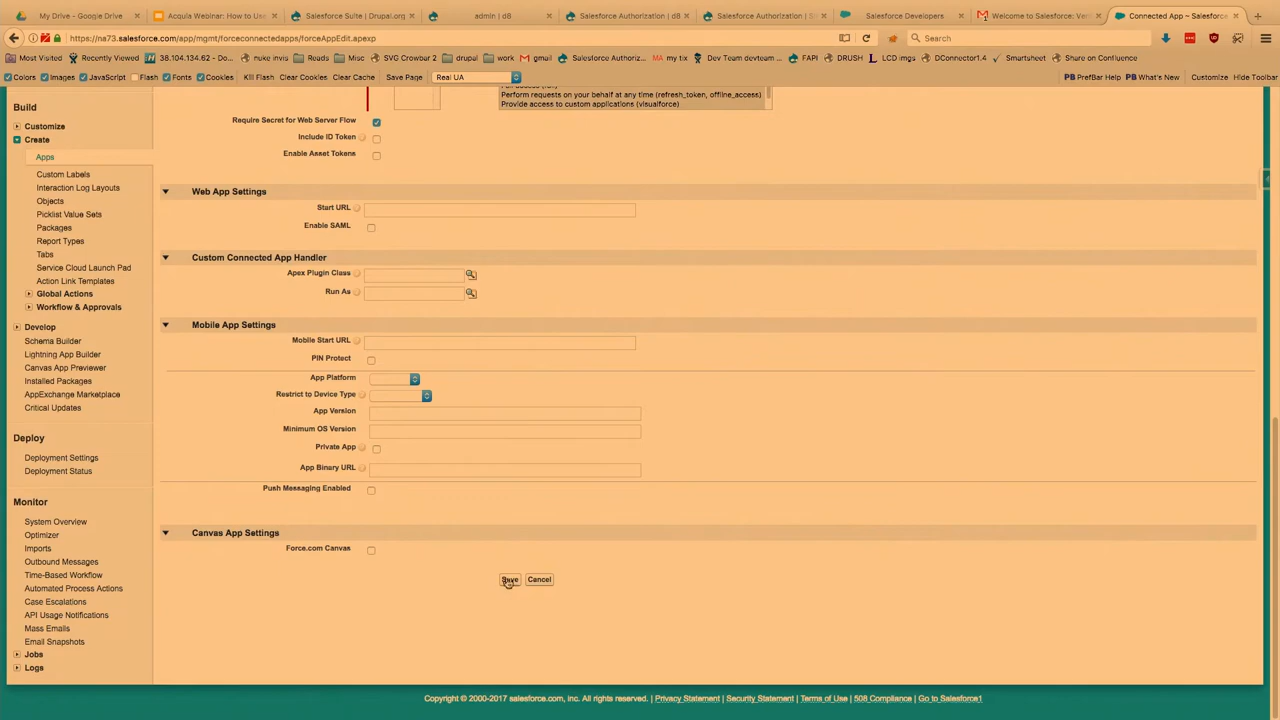 My Drive - Google Drive
Acquia Webinar: How to Use
Salesforce Suite | Drupal.org
admin | d8
Salesforce Authorization | d8
Salesforce Authorization |
Salesforce Developers
Welcome to Salesforce: Ver
Connected App ~ Salesforce
https://na73.salesforce.com/app/mgmt/forceconnectedapps/forceAppEdit.apexp
Search
Most Visited
Recently Viewed
nuke invis
38.104.134.62 - Do...
Reads
Misc
SVG Crowbar 2
drupal
work
gmail
Salesforce Authoriz...
MA my tix
Dev Team devteam...
FAPI
DRUSH
LCD imgs
DConnector1.4
Smartsheet
Share on Confluence
Colors
Images
JavaScript
Flash
Fonts
Cookies
Kill Flash
Clear Cookies
Clear Cache
Save Page
Real UA
PB PrefBar Help
PB What's New
Customize
Hide Toolbar
Build
Customize
Create
Apps
Custom Labels
Interaction Log Layouts
Objects
Picklist Value Sets
Packages
Report Types
Tabs
Service Cloud Launch Pad
Action Link Templates
Global Actions
Workflow & Approvals
Develop
Schema Builder
Lightning App Builder
Canvas App Previewer
Installed Packages
AppExchange Marketplace
Critical Updates
Deploy
Deployment Settings
Deployment Status
Monitor
System Overview
Optimizer
Imports
Outbound Messages
Time-Based Workflow
Automated Process Actions
Case Escalations
API Usage Notifications
Mass Emails
Email Snapshots
Jobs
Logs
Perform requests on your behalf at any time (refresh_token, offline_access)
Provide access to custom applications (visualforce)
Require Secret for Web Server Flow
Include ID Token
Enable Asset Tokens
Web App Settings
Start URL
Enable SAML
Custom Connected App Handler
Apex Plugin Class
Run As
Mobile App Settings
Mobile Start URL
PIN Protect
App Platform
Restrict to Device Type
App Version
Minimum OS Version
Private App
App Binary URL
Push Messaging Enabled
Canvas App Settings
Force.com Canvas
Save
Cancel
Copyright © 2000-2017 salesforce.com, inc. All rights reserved. | Privacy Statement | Security Statement | Terms of Use | 508 Compliance | Go to Salesforce1